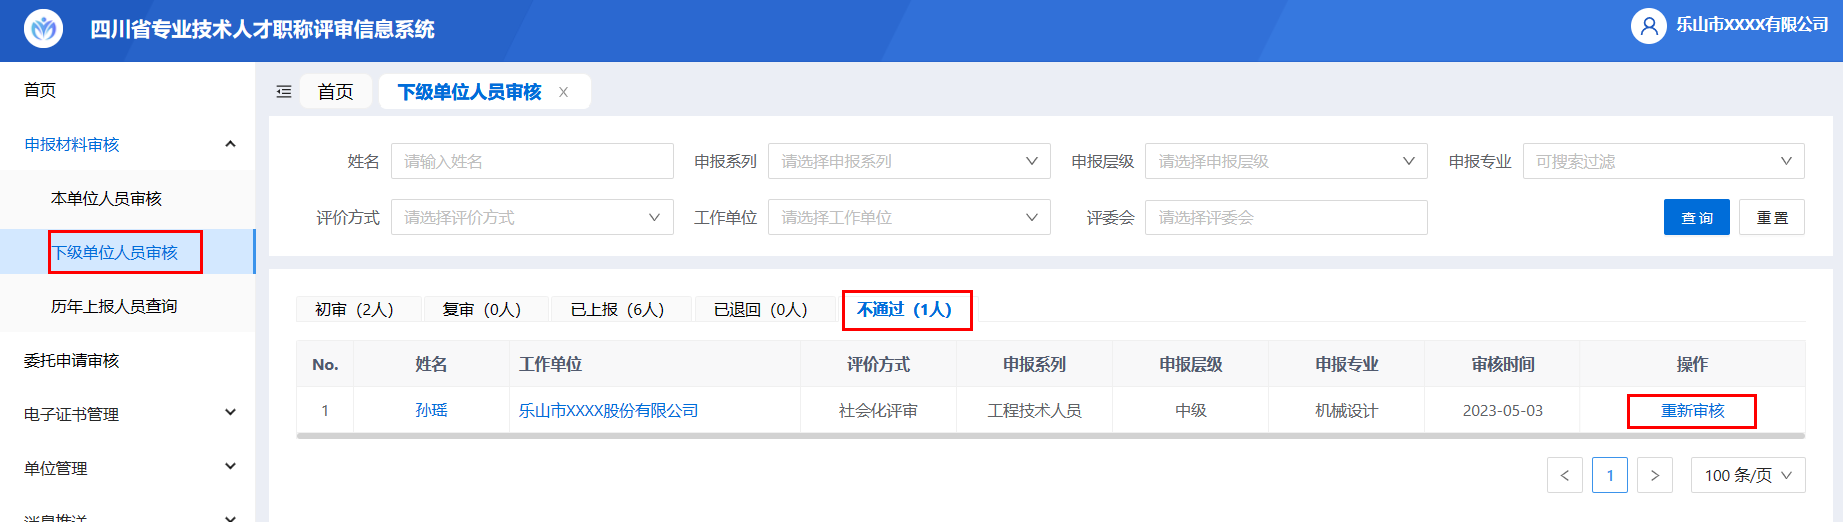 四川省专业技术人才职称评审信息系统
乐山市XXXX有限公司
首页
申报材料审核
本单位人员审核
下级单位人员审核
历年上报人员查询
委托申请审核
电子证书管理
单位管理
消息推送
首页 下级单位人员审核 x
姓名 请输入姓名 申报系列 请选择申报系列 申报层级 请选择申报层级 申报专业 可搜索过滤
评价方式 请选择评价方式 工作单位 请选择工作单位 评委会 请选择评委会 查询 重置
初审（2人） 复审（0人） 已上报（6人） 已退回（0人） 不通过（1人）
No. 姓名 工作单位 评价方式 申报系列 申报层级 申报专业 审核时间 操作
1 孙瑶 乐山市XXXX股份有限公司 社会化评审 工程技术人员 中级 机械设计 2023-05-03 重新审核
< 1 > 100 条/页